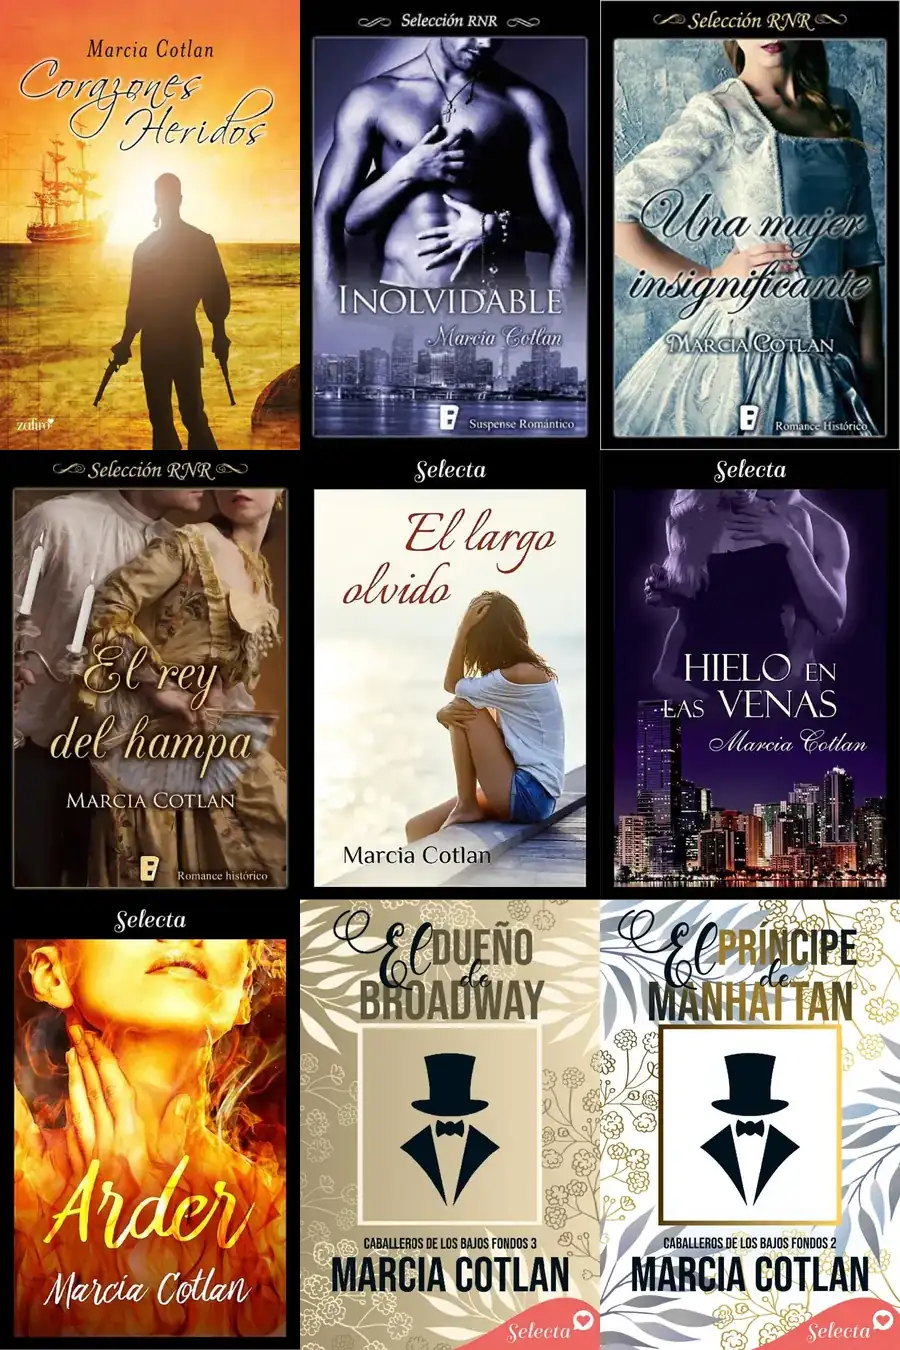 Marcia Cotlan
Corazones
Heridos
zafiro
Selección RNR
INOLVIDABLE
Marcia Cotlan
B
Suspense Romántico
Selección RNR
Una mujer
insignificante
MARCIA COTLAN
B
Romance Histórico
Selección RNR
El rey
del hampa
MARCIA COTLAN
B
Romance histórico
Selecta
El largo
olvido
Marcia Cotlan
Selecta
HIELO EN
LAS VENAS
Marcia Cotlan
Selecta
Arder
Marcia Cotlan
El DUEÑO
de
BROADWAY
CABALLEROS DE LOS BAJOS FONDOS 3
MARCIA COTLAN
Selecta
El PRÍNCIPE
de
MANHATTAN
CABALLEROS DE LOS BAJOS FONDOS 2
MARCIA COTLAN
Selecta